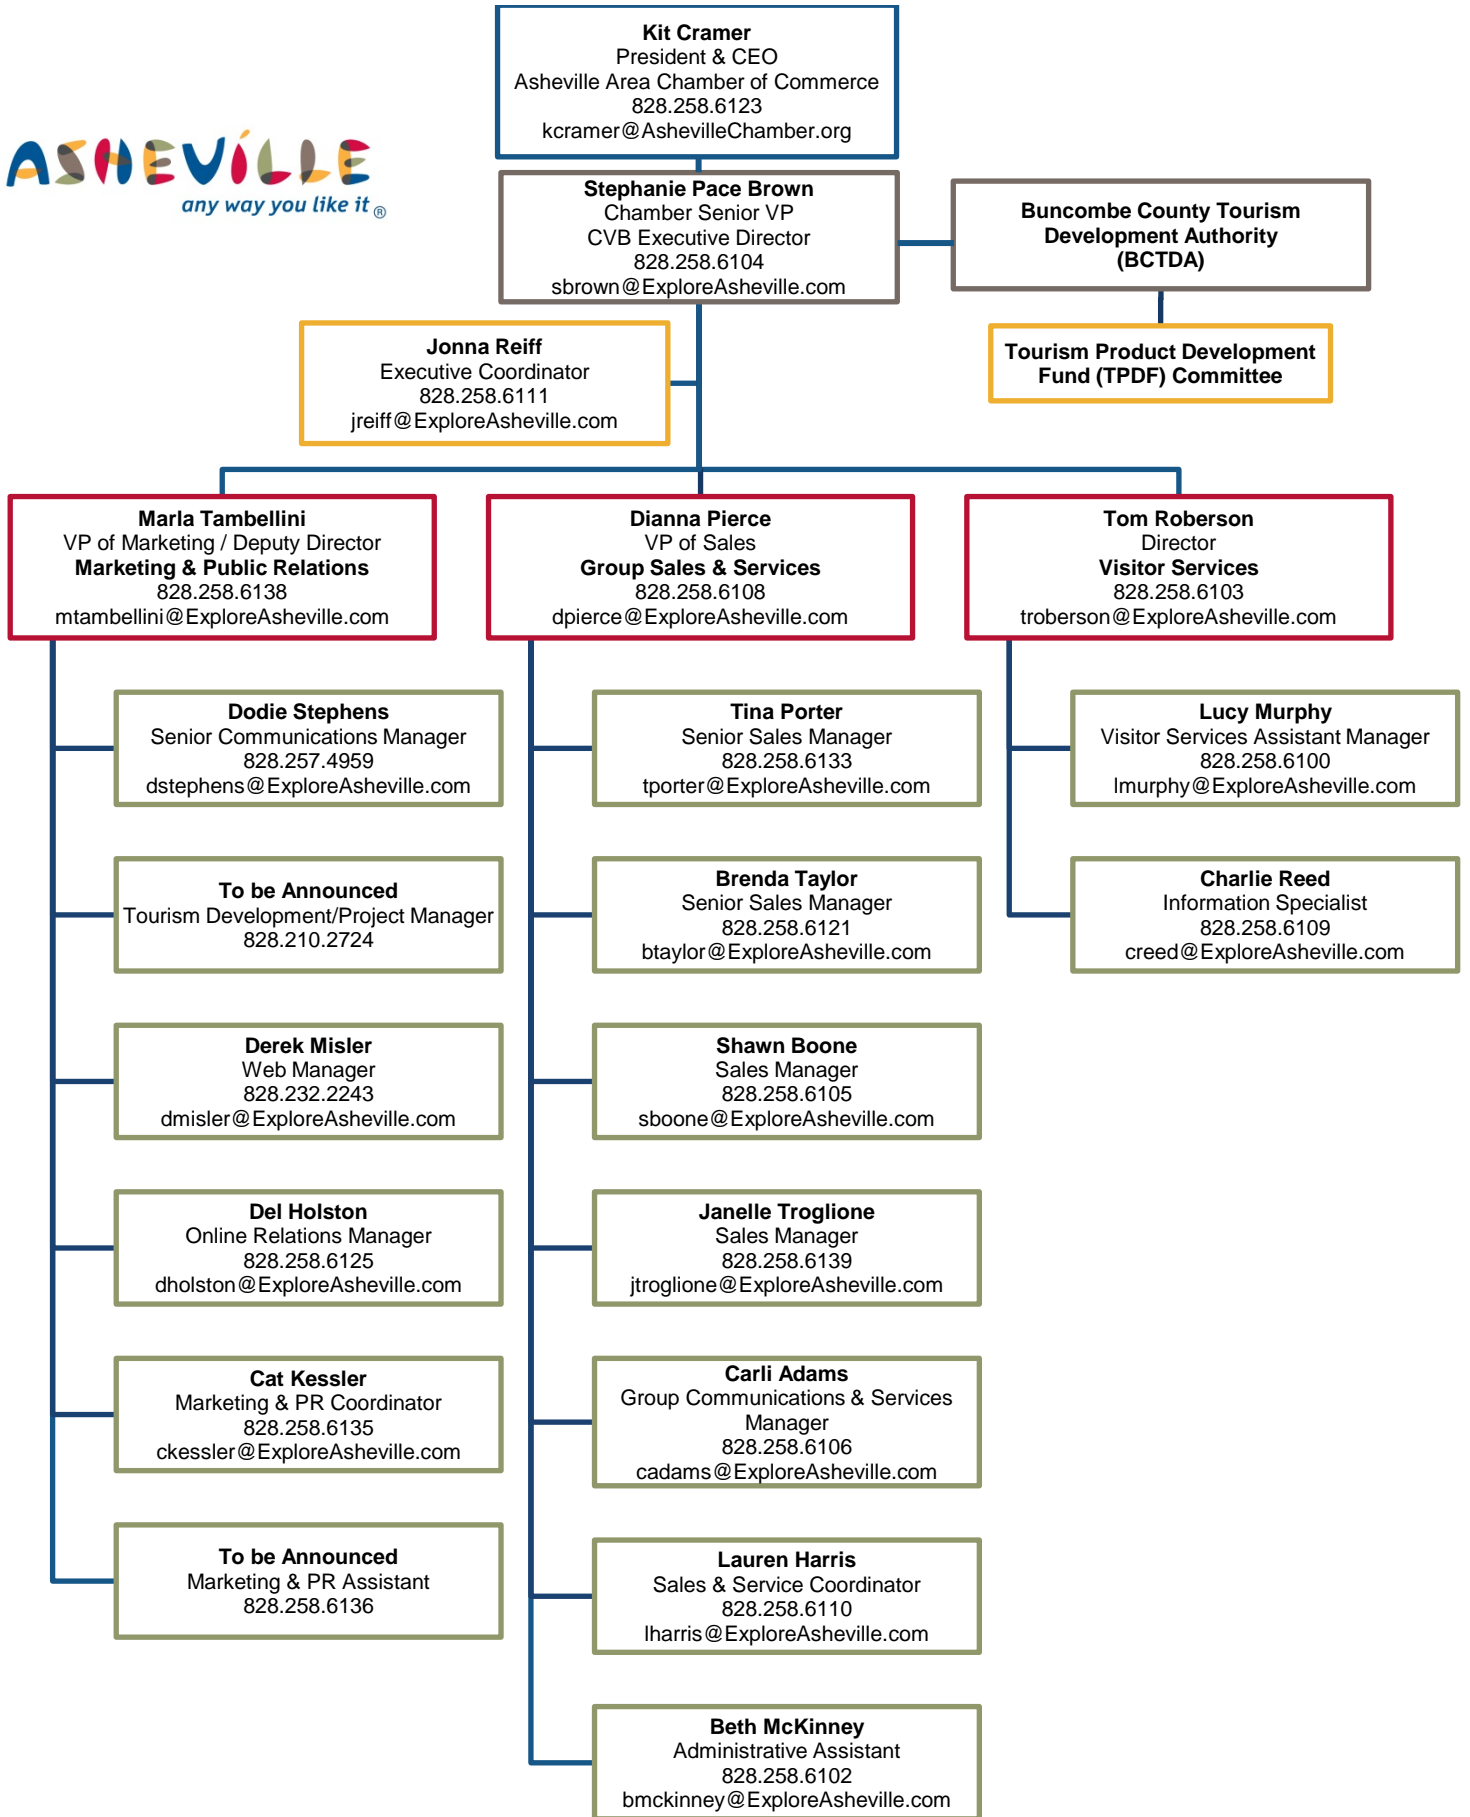 Kit Cramer
President & CEO
Asheville Area Chamber of Commerce
828.258.6123
kcramer@AshevilleChamber.org
ASHEVÍLLE
any way you like it ®
Stephanie Pace Brown
Chamber Senior VP
CVB Executive Director
828.258.6104
sbrown@ExploreAsheville.com
Buncombe County Tourism
Development Authority
(BCTDA)
Tourism Product Development
Fund (TPDF) Committee
Jonna Reiff
Executive Coordinator
828.258.6111
jreiff@ExploreAsheville.com
Marla Tambellini
VP of Marketing / Deputy Director
Marketing & Public Relations
828.258.6138
mtambellini@ExploreAsheville.com
Dodie Stephens
Senior Communications Manager
828.257.4959
dstephens@ExploreAsheville.com
To be Announced
Tourism Development/Project Manager
828.210.2724
Derek Misler
Web Manager
828.232.2243
dmisler@ExploreAsheville.com
Del Holston
Online Relations Manager
828.258.6125
dholston@ExploreAsheville.com
Cat Kessler
Marketing & PR Coordinator
828.258.6135
ckessler@ExploreAsheville.com
To be Announced
Marketing & PR Assistant
828.258.6136
Dianna Pierce
VP of Sales
Group Sales & Services
828.258.6108
dpierce@ExploreAsheville.com
Tina Porter
Senior Sales Manager
828.258.6133
tporter@ExploreAsheville.com
Brenda Taylor
Senior Sales Manager
828.258.6121
btaylor@ExploreAsheville.com
Shawn Boone
Sales Manager
828.258.6105
sboone@ExploreAsheville.com
Janelle Troglione
Sales Manager
828.258.6139
jtroglione@ExploreAsheville.com
Carli Adams
Group Communications & Services
Manager
828.258.6106
cadams@ExploreAsheville.com
Lauren Harris
Sales & Service Coordinator
828.258.6110
lharris@ExploreAsheville.com
Beth McKinney
Administrative Assistant
828.258.6102
bmckinney@ExploreAsheville.com
Tom Roberson
Director
Visitor Services
828.258.6103
troberson@ExploreAsheville.com
Lucy Murphy
Visitor Services Assistant Manager
828.258.6100
lmurphy@ExploreAsheville.com
Charlie Reed
Information Specialist
828.258.6109
creed@ExploreAsheville.com